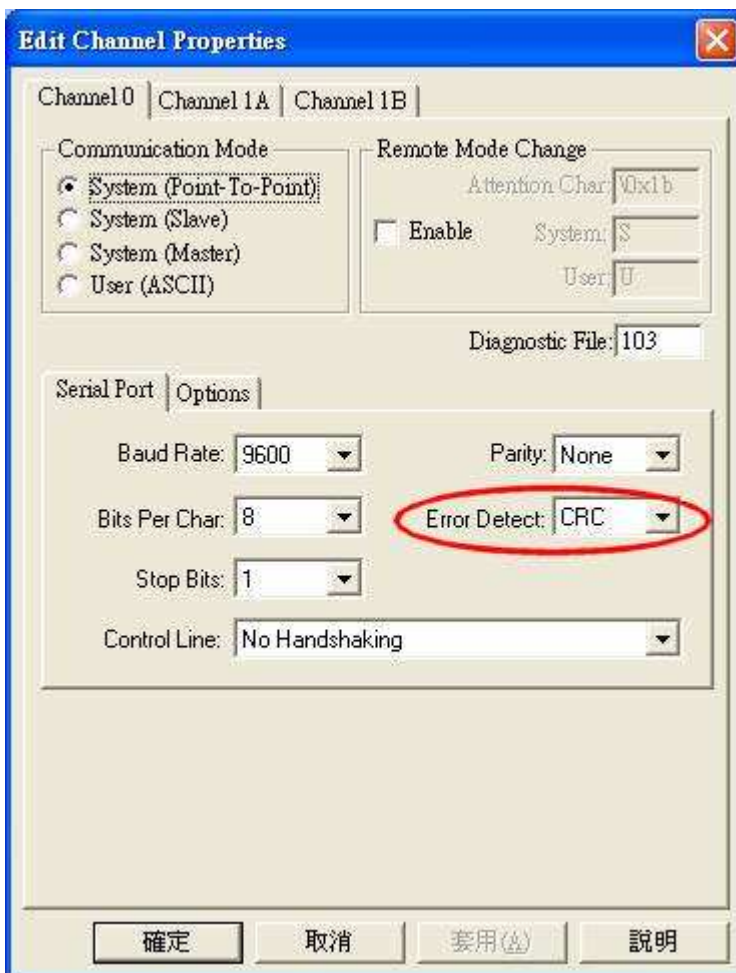 Edit Channel Properties
Channel 0 Channel 1A Channel 1B
Communication Mode
System (Point-To-Point)
System (Slave)
System (Master)
User (ASCII)
Remote Mode Change
Attention Char: \0x1b
Enable
System: S
User: U
Diagnostic File: 103
Serial Port Options
Baud Rate: 9600
Parity: None
Bits Per Char: 8
Error Detect: CRC
Stop Bits: 1
Control Line: No Handshaking
確定 取消 套用(A) 說明